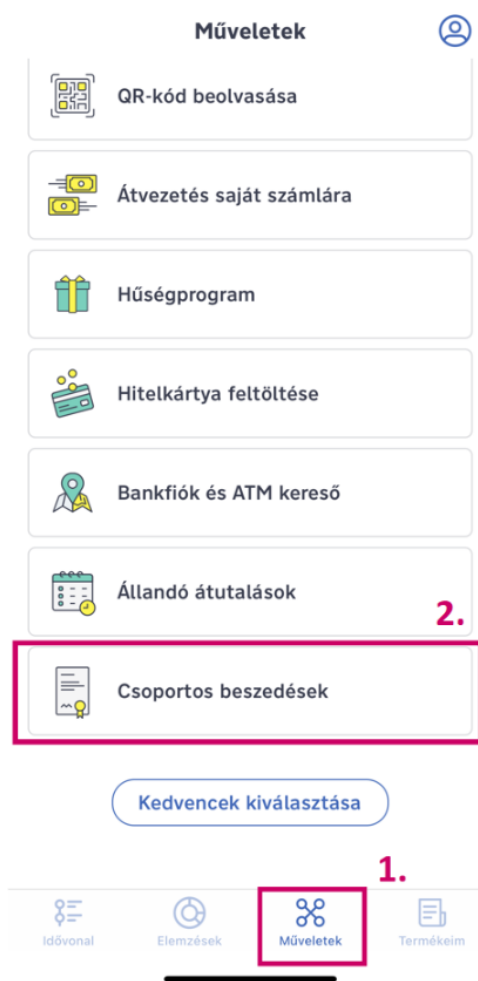 Műveletek
QR-kód beolvasása
Átvezetés saját számlára
Hűségprogram
Hitelkártya feltöltése
Bankfiók és ATM kereső
Állandó átutalások
2.
Csoportos beszedések
Kedvencek kiválasztása
1.
Idővonal
Elemzések
Műveletek
Termékeim